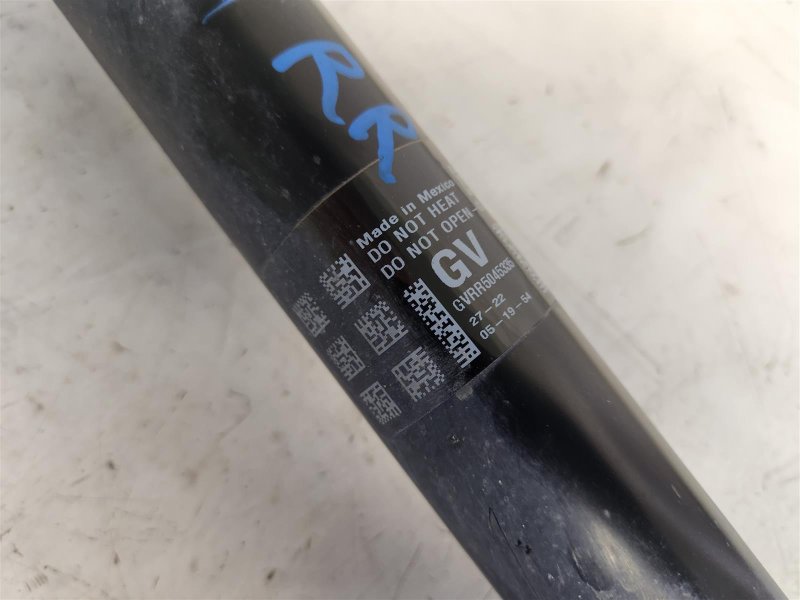 RR
Made in Mexico
DO NOT HEAT
DO NOT OPEN
GV
GVRR5045335
27-22
05-19-54